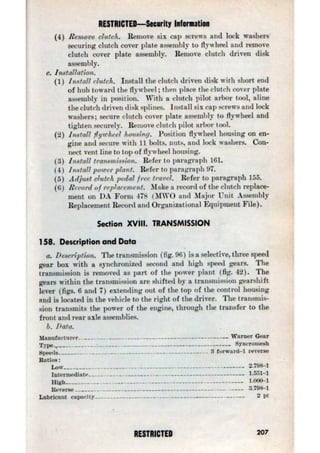 RESTRICTED—Security Information
(4) Remove clutch. Remove six cap screws and lock washers
securing clutch cover plate assembly to flywheel and remove
clutch cover plate assembly. Remove clutch driven disk
assembly.
c. Installation.
(1) Install clutch. Install the clutch driven disk with short end
of hub toward the flywheel; then place the clutch cover plate
assembly in position. With a clutch pilot arbor tool, aline
the clutch driven disk splines. Install six cap screws and lock
washers; secure clutch cover plate assembly to flywheel and
tighten securely. Remove clutch pilot arbor tool.
(2) Install flywheel housing. Position flywheel housing on en-
gine and secure with 11 bolts, nuts, and lock washers. Con-
nect vent line to top of flywheel housing.
(3) Install transmission. Refer to paragraph 161.
(4) Install power plant. Refer to paragraph 97.
(5) Adjust clutch pedal free travel. Refer to paragraph 155.
(6) Record of replacement. Make a record of the clutch replace-
ment on DA Form 478 (MWO and Major Unit Assembly
Replacement Record and Organizational Equipment File).
Section XVIII. TRANSMISSION
158. Description and Data
a. Description. The transmission (fig. 96) is a selective, three speed
gear box with a synchronized second and high speed gears. The
transmission is removed as part of the power plant (fig. 42). The
gears within the transmission are shifted by a transmission gearshift
lever (figs. 6 and 7) extending out of the top of the control housing
and is located in the vehicle to the right of the driver. The transmis-
sion transmits the power of the engine, through the transfer to the
front and rear axle assemblies.
b. Data.
Manufacturer Warner Gear
Type Syncromesh
Speeds 3 forward-1 reverse
Ratios:
Low 2.798-1
Intermediate 1.551-1
High 1.000-1
Reverse 3.798-1
Lubricant capacity 2 pt
RESTRICTED 207